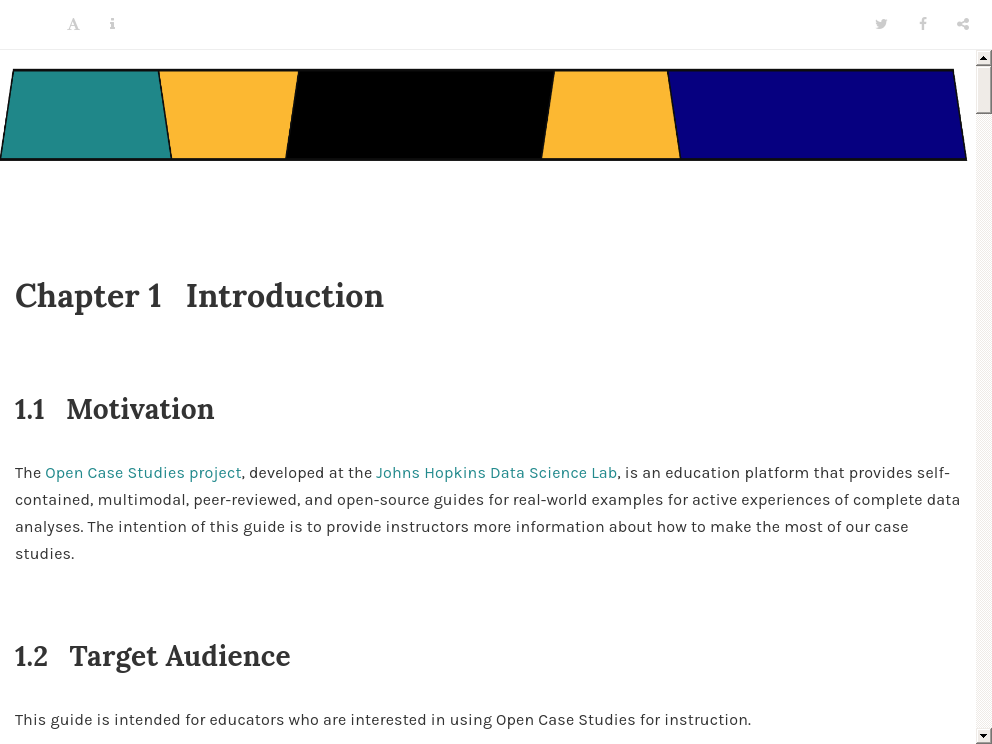 Chapter 1 Introduction
1.1 Motivation
The Open Case Studies project, developed at the Johns Hopkins Data Science Lab, is an education platform that provides self-
contained, multimodal, peer-reviewed, and open-source guides for real-world examples for active experiences of complete data
analyses. The intention of this guide is to provide instructors more information about how to make the most of our case
studies.
1.2 Target Audience
This guide is intended for educators who are interested in using Open Case Studies for instruction.